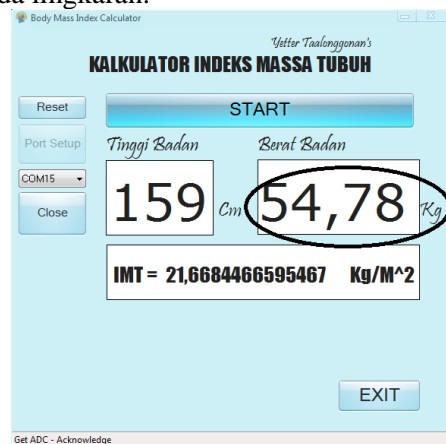 Body Mass Index Calculator
Yetter Taalonggonan's
KALKULATOR INDEKS MASSA TUBUH
Reset
START
Port Setup
Tinggi Badan
Berat Badan
COM15
159 Cm
54,78 Kg
Close
IMT = 21,6684466595467 Kg/M^2
EXIT
Get ADC - Acknowledge